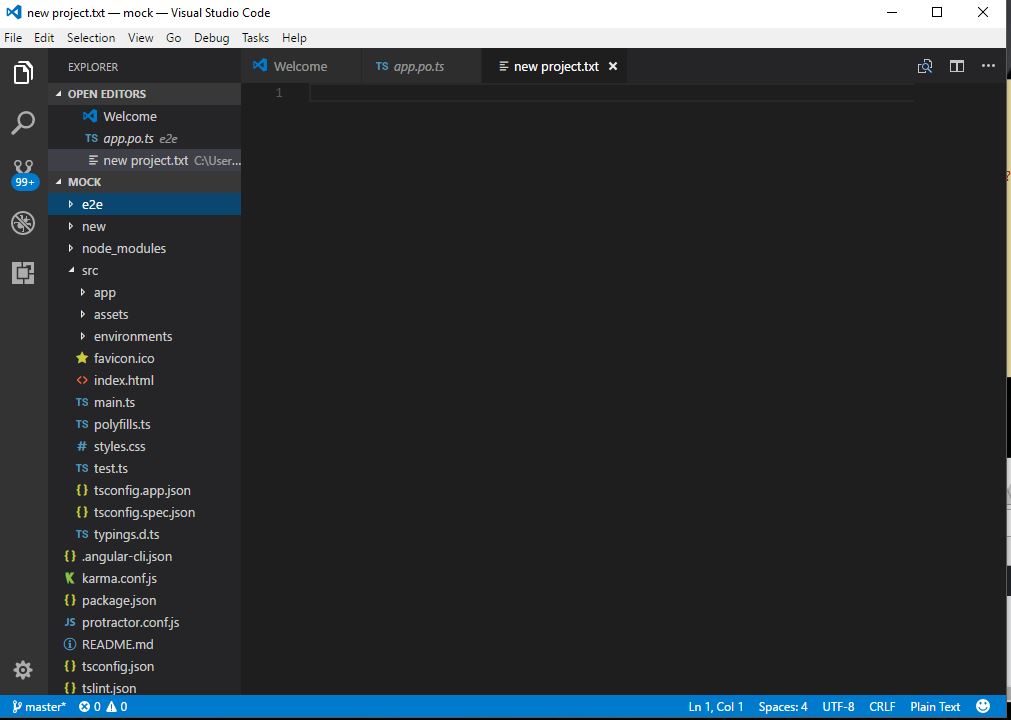 new project.txt — mock — Visual Studio Code
File Edit Selection View Go Debug Tasks Help
EXPLORER
Welcome
TS app.po.ts
new project.txt
OPEN EDITORS
Welcome
TS app.po.ts e2e
new project.txt C:\User...
MOCK
e2e
new
node_modules
src
app
assets
environments
favicon.ico
<> index.html
TS main.ts
TS polyfills.ts
# styles.css
TS test.ts
{} tsconfig.app.json
{} tsconfig.spec.json
TS typings.d.ts
{} .angular-cli.json
karma.conf.js
{} package.json
JS protractor.conf.js
README.md
{} tsconfig.json
{} tslint.json
99+
1
master* 0 0 Ln 1, Col 1 Spaces: 4 UTF-8 CRLF Plain Text